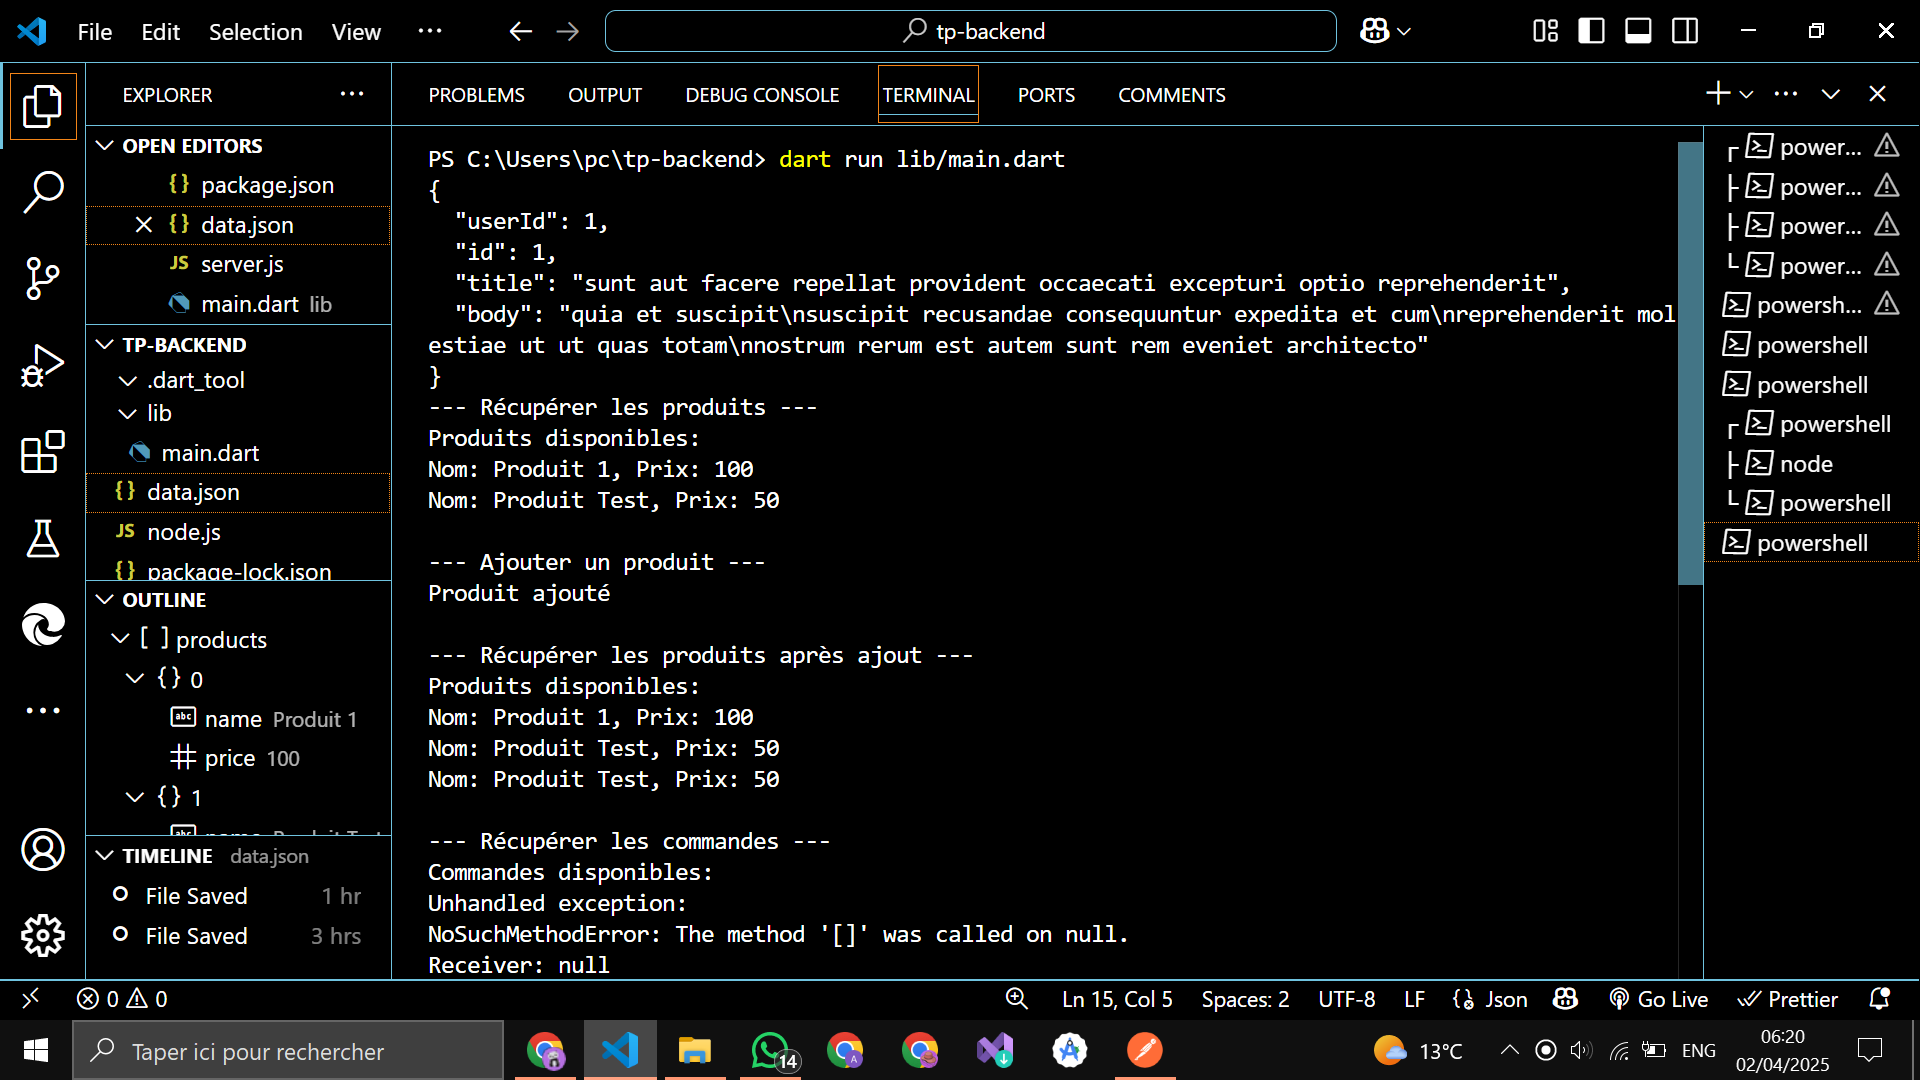 File Edit Selection View ··· tp-backend
EXPLORER ···
OPEN EDITORS
{} package.json
{} data.json
JS server.js
main.dart lib
TP-BACKEND
.dart_tool
lib
main.dart
{} data.json
JS node.js
{} package-lock.json
OUTLINE
[ ] products
{} 0
abc name Produit 1
price 100
{} 1
abc name Produit Test
TIMELINE data.json
File Saved 1 hr
File Saved 3 hrs
PROBLEMS OUTPUT DEBUG CONSOLE TERMINAL PORTS COMMENTS
PS C:\Users\pc\tp-backend> dart run lib/main.dart
{
  "userId": 1,
  "id": 1,
  "title": "sunt aut facere repellat provident occaecati excepturi optio reprehenderit",
  "body": "quia et suscipit\nsuscipit recusandae consequuntur expedita et cum\nreprehenderit mol
estiae ut ut quas totam\nnostrum rerum est autem sunt rem eveniet architecto"
}
--- Récupérer les produits ---
Produits disponibles:
Nom: Produit 1, Prix: 100
Nom: Produit Test, Prix: 50
--- Ajouter un produit ---
Produit ajouté
--- Récupérer les produits après ajout ---
Produits disponibles:
Nom: Produit 1, Prix: 100
Nom: Produit Test, Prix: 50
Nom: Produit Test, Prix: 50
--- Récupérer les commandes ---
Commandes disponibles:
Unhandled exception:
NoSuchMethodError: The method '[]' was called on null.
Receiver: null
power...
power...
power...
power...
powersh...
powershell
powershell
powershell
node
powershell
powershell
0 0 Ln 15, Col 5 Spaces: 2 UTF-8 LF Json Go Live Prettier
Taper ici pour rechercher 14 A 13°C ENG 06:20
02/04/2025